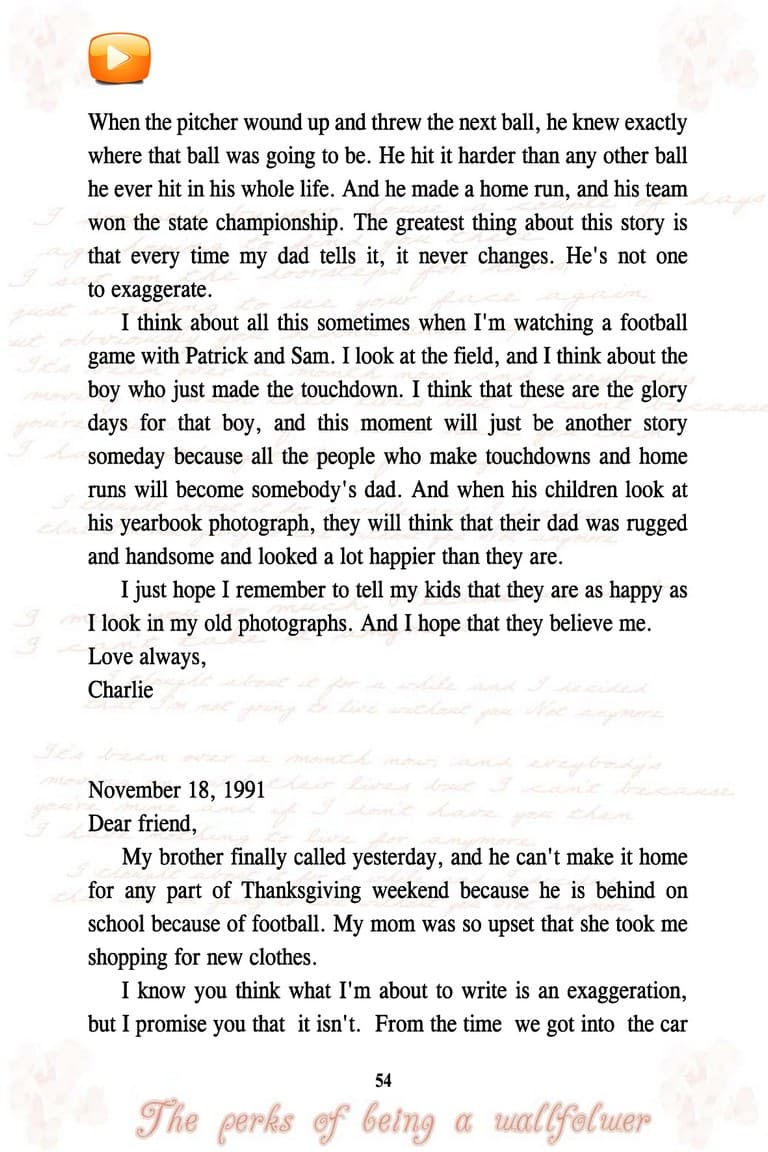 When the pitcher wound up and threw the next ball, he knew exactly
where that ball was going to be. He hit it harder than any other ball
he ever hit in his whole life. And he made a home run, and his team
won the state championship. The greatest thing about this story is
that every time my dad tells it, it never changes. He's not one
to exaggerate.
I think about all this sometimes when I'm watching a football
game with Patrick and Sam. I look at the field, and I think about the
boy who just made the touchdown. I think that these are the glory
days for that boy, and this moment will just be another story
someday because all the people who make touchdowns and home
runs will become somebody's dad. And when his children look at
his yearbook photograph, they will think that their dad was rugged
and handsome and looked a lot happier than they are.
I just hope I remember to tell my kids that they are as happy as
I look in my old photographs. And I hope that they believe me.
Love always,
Charlie
November 18, 1991
Dear friend,
My brother finally called yesterday, and he can't make it home
for any part of Thanksgiving weekend because he is behind on
school because of football. My mom was so upset that she took me
shopping for new clothes.
I know you think what I'm about to write is an exaggeration,
but I promise you that it isn't. From the time we got into the car
54
The perks of being a wallfolwer